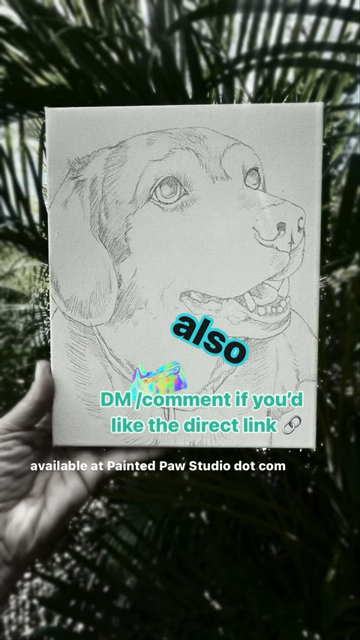 also
DM /comment if you'd
like the direct link 🔗
available at Painted Paw Studio dot com